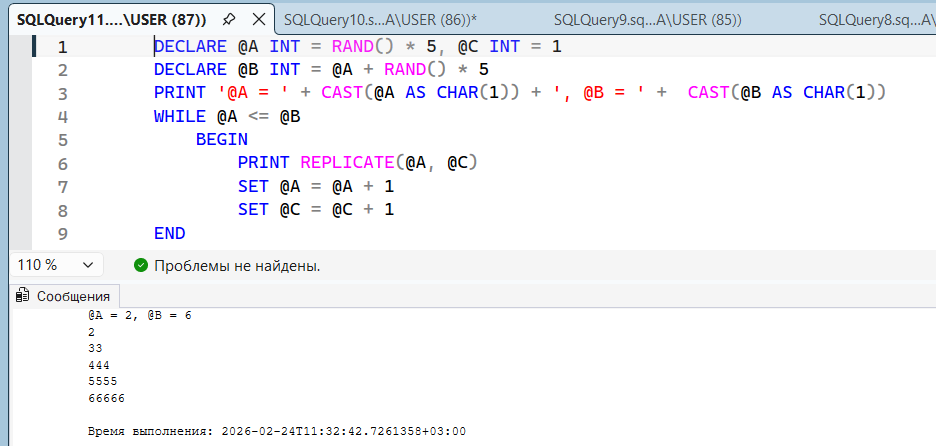 SQLQuery11....\USER (87)) SQLQuery10.s...A\USER (86))* SQLQuery9.sq...A\USER (85)) SQLQuery8.sq...A\
1 DECLARE @A INT = RAND() * 5, @C INT = 1
2 DECLARE @B INT = @A + RAND() * 5
3 PRINT '@A = ' + CAST(@A AS CHAR(1)) + ', @B = ' +  CAST(@B AS CHAR(1))
4 WHILE @A <= @B
5 BEGIN
6 PRINT REPLICATE(@A, @C)
7 SET @A = @A + 1
8 SET @C = @C + 1
9 END
110 % Проблемы не найдены.
Сообщения
@A = 2, @B = 6
2
33
444
5555
66666
Время выполнения: 2026-02-24T11:32:42.7261358+03:00